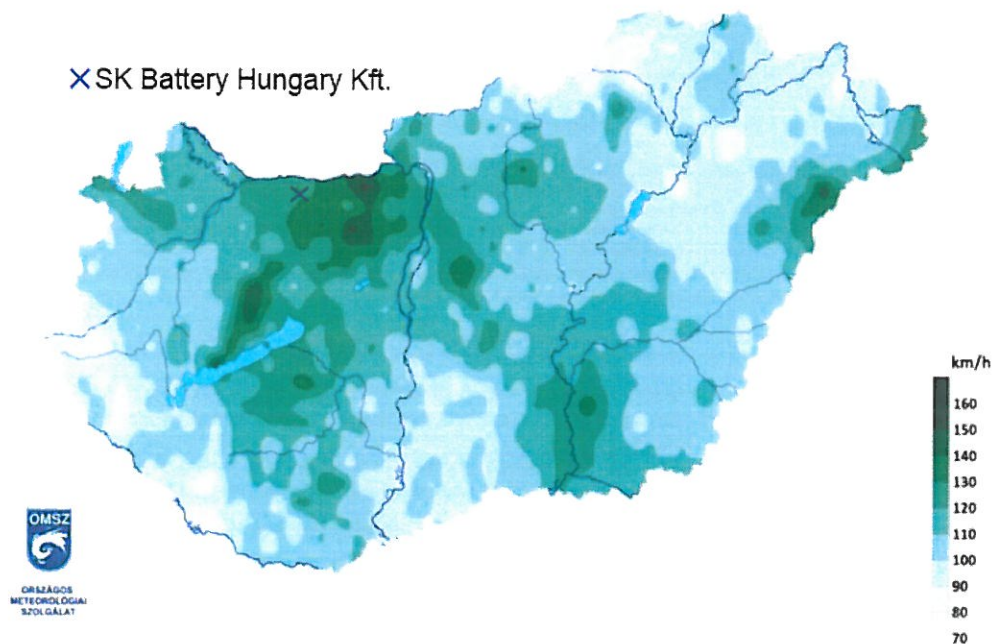 X SK Battery Hungary Kft.
km/h
160
150
140
130
120
110
100
90
80
70
OMSZ
ORSZÁGOS
METEOROLÓGIAI
SZOLGÁLAT